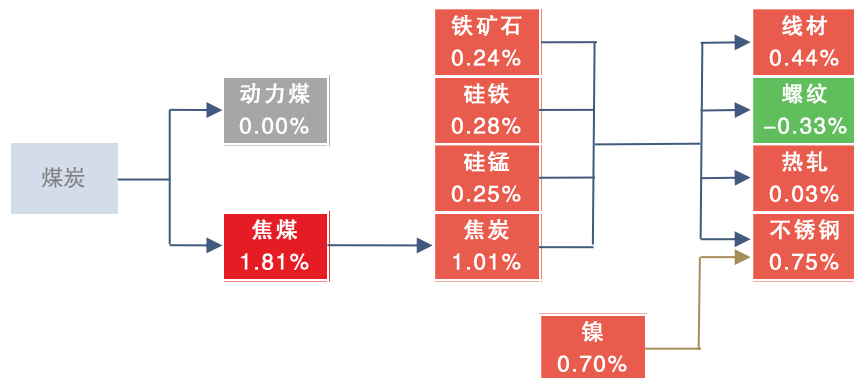 煤炭
动力煤
0.00%
焦煤
1.81%
铁矿石
0.24%
硅铁
0.28%
硅锰
0.25%
焦炭
1.01%
镍
0.70%
线材
0.44%
螺纹
-0.33%
热轧
0.03%
不锈钢
0.75%